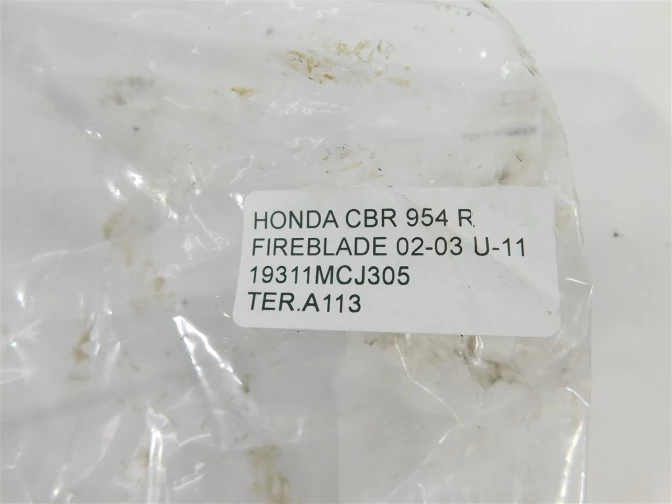 HONDA CBR 954 R
FIREBLADE 02-03 U-11
19311MCJ305
TER.A113